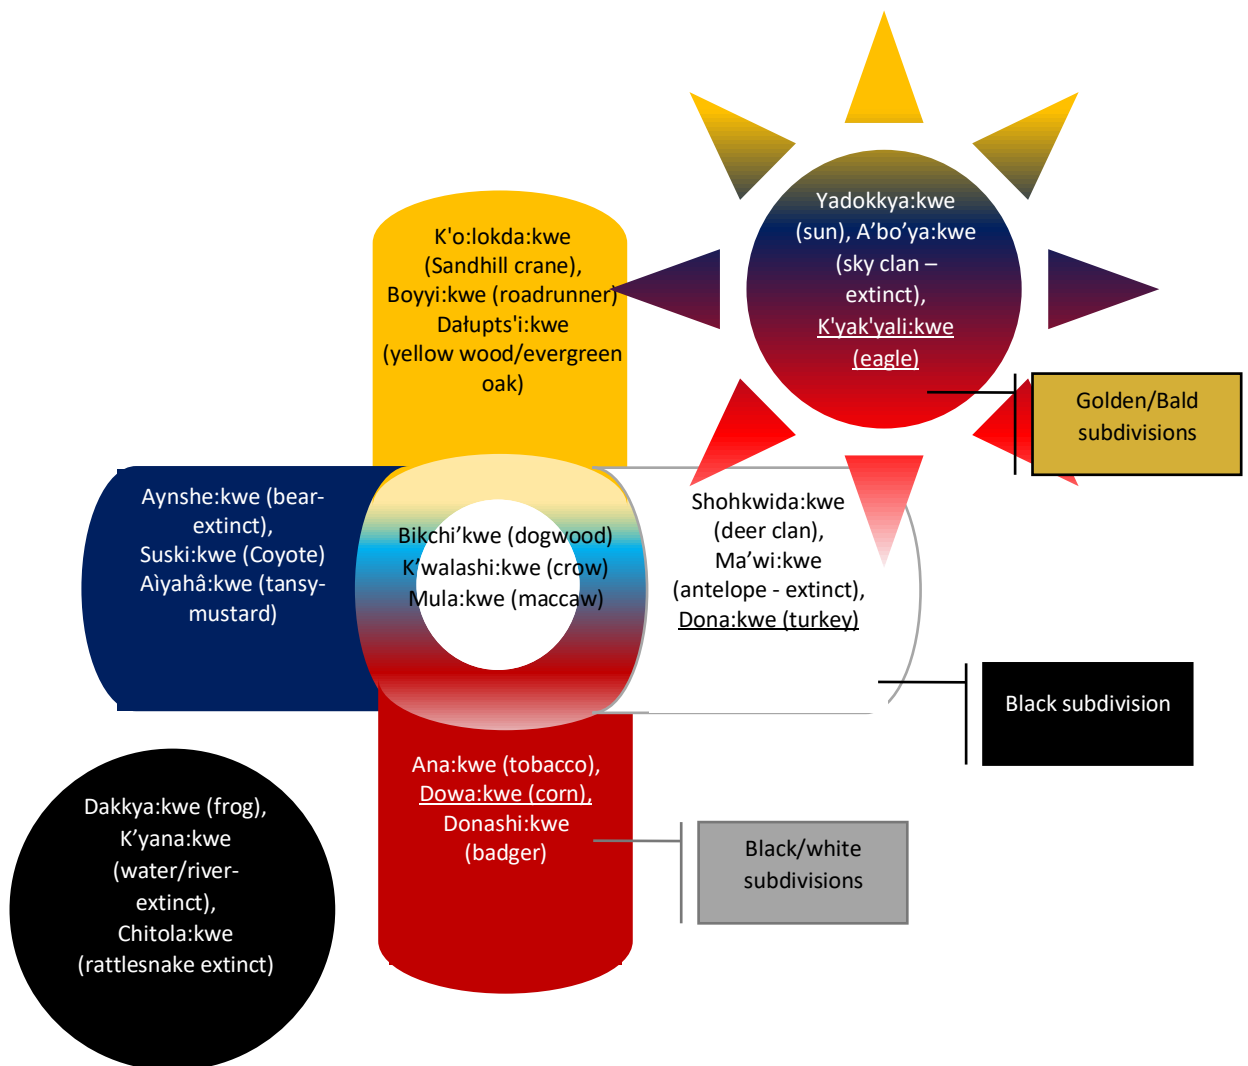 Yadokkya:kwe
(sun), A’bo’ya:kwe
(sky clan –
extinct),
K'yak'yali:kwe
(eagle)
Golden/Bald
subdivisions
K'o:lokda:kwe
(Sandhill crane),
Boyyi:kwe (roadrunner)
Dałupts'i:kwe
(yellow wood/evergreen
oak)
Aynshe:kwe (bear-
extinct),
Suski:kwe (Coyote)
Aìyahâ:kwe (tansy-
mustard)
Bikchi’kwe (dogwood)
K’walashi:kwe (crow)
Mula:kwe (maccaw)
Shohkwida:kwe
(deer clan),
Ma’wi:kwe
(antelope - extinct),
Dona:kwe (turkey)
Black subdivision
Ana:kwe (tobacco),
Dowa:kwe (corn),
Donashi:kwe
(badger)
Black/white
subdivisions
Dakkya:kwe (frog),
K’yana:kwe
(water/river-
extinct),
Chitola:kwe
(rattlesnake extinct)